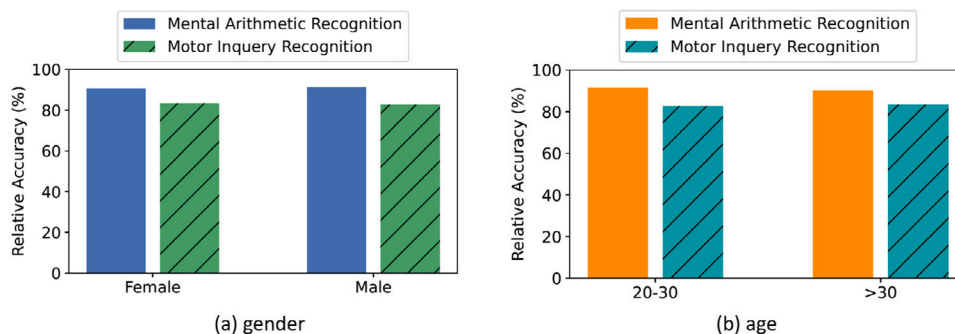 Mental Arithmetic Recognition
Motor Inquery Recognition
Relative Accuracy (%)
100
80
60
40
20
0
Female
Male
(a) gender
Mental Arithmetic Recognition
Motor Inquery Recognition
Relative Accuracy (%)
100
80
60
40
20
0
20-30
>30
(b) age